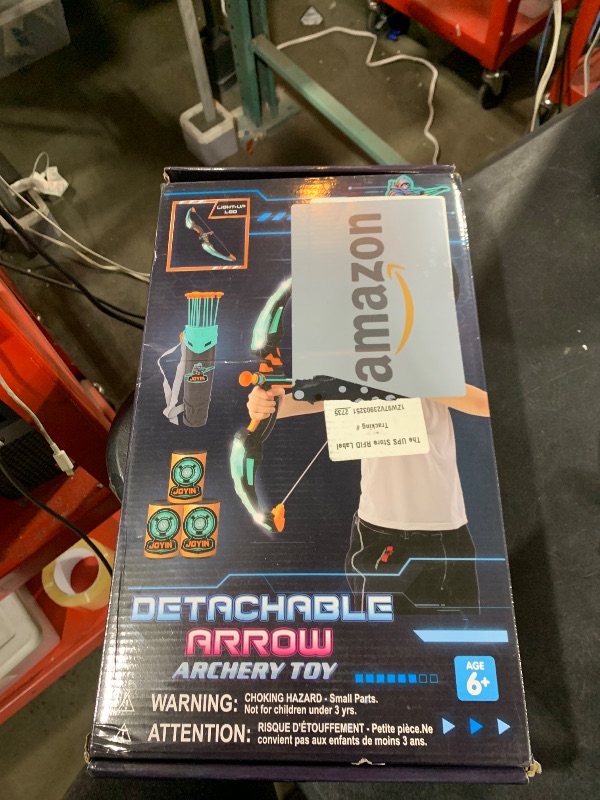 LIGHT-UP
LED
amazon
JOYIN
The UPS Store RFID Label
Tracking #
JOYIN
JOYIN
JOYIN
DETACHABLE
ARROW
ARCHERY TOY
AGE
6+
WARNING: CHOKING HAZARD - Small Parts.
Not for children under 3 yrs.
ATTENTION: RISQUE D'ÉTOUFFEMENT - Petite pièce.Ne
convient pas aux enfants de moins 3 ans.